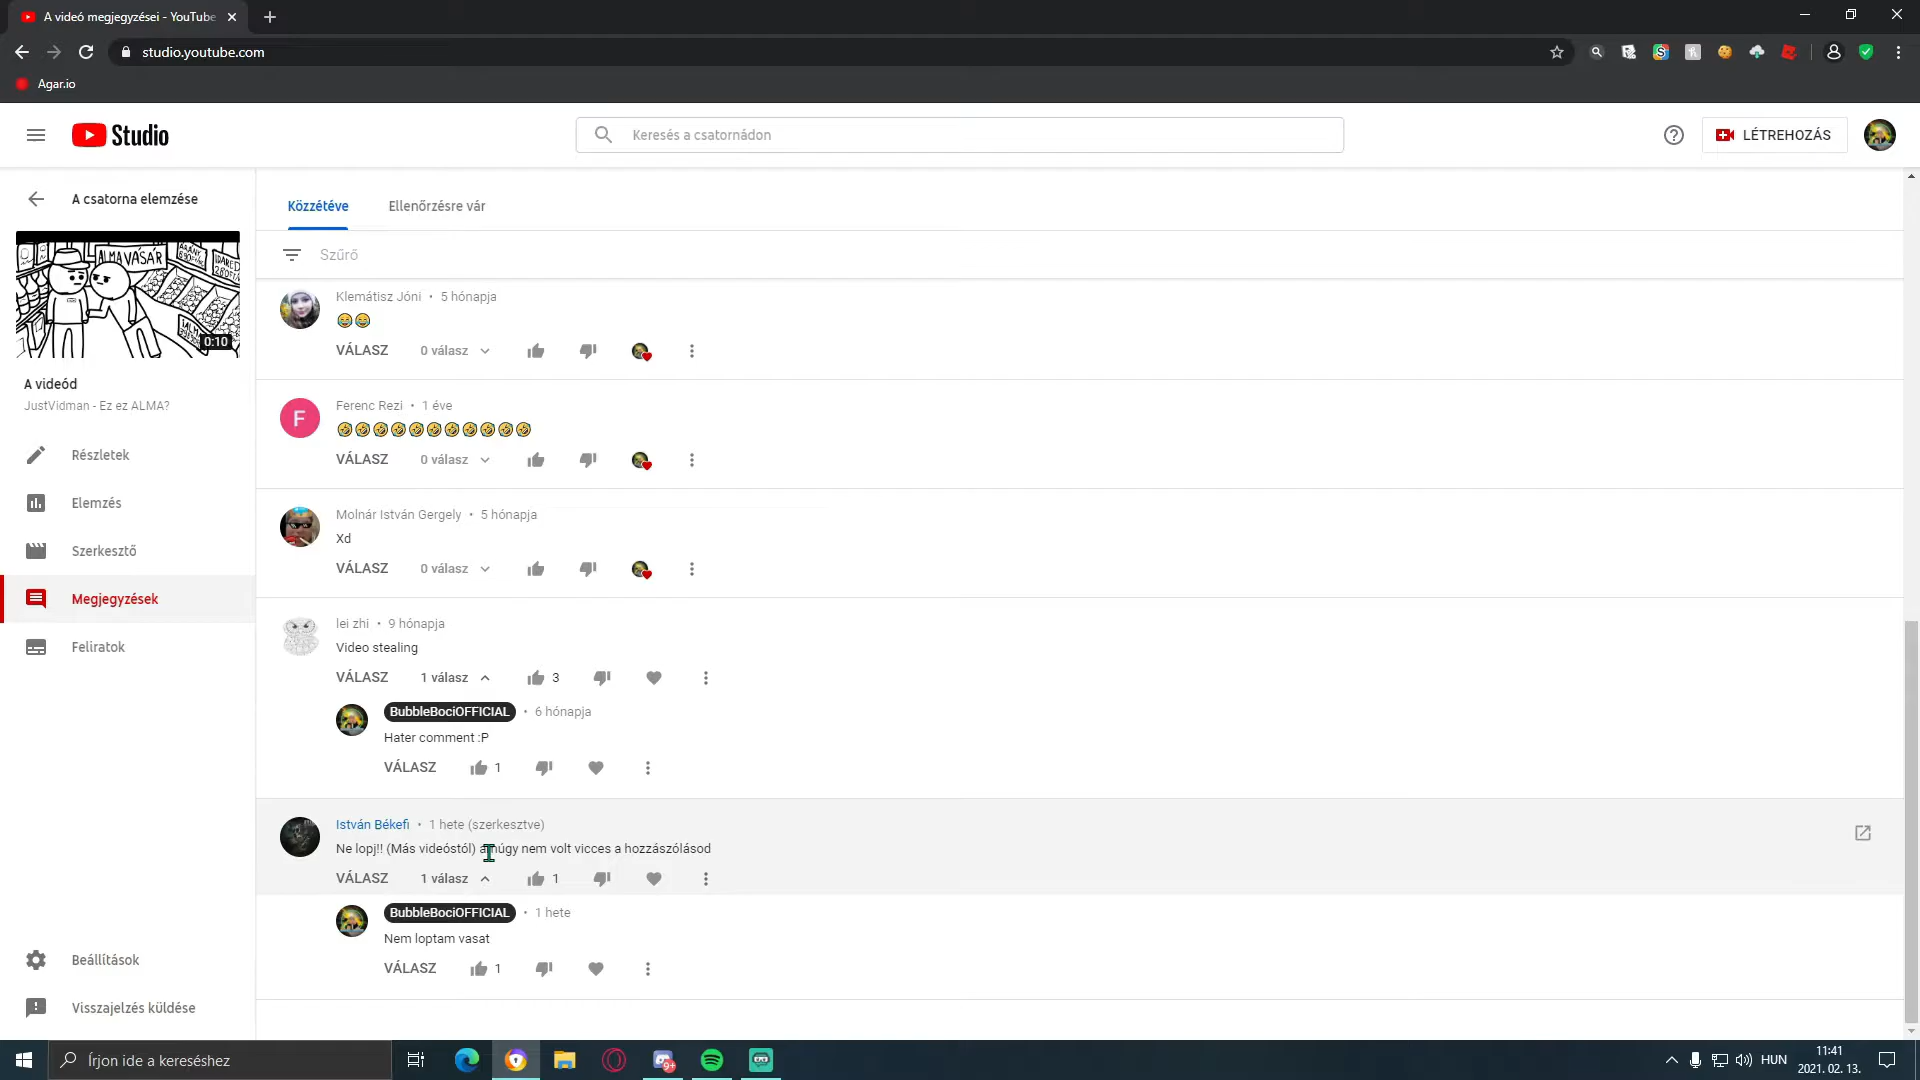 A videó megjegyzései - YouTube
studio.youtube.com
Agar.io
Studio
Keresés a csatornádon
LÉTREHOZÁS
A csatorna elemzése
ALMAVÁSÁR
0:10
A videód
JustVidman - Ez ez ALMA?
Részletek
Elemzés
Szerkesztő
Megjegyzések
Feliratok
Beállítások
Visszajelzés küldése
Közzétéve
Ellenőrzésre vár
Szűrő
Klemátisz Jóni • 5 hónapja
😂😂
VÁLASZ 0 válasz
F
Ferenc Rezi • 1 éve
🤣🤣🤣🤣🤣🤣🤣🤣🤣🤣🤣
VÁLASZ 0 válasz
Molnár István Gergely • 5 hónapja
Xd
VÁLASZ 0 válasz
lei zhi • 9 hónapja
Video stealing
VÁLASZ 1 válasz 3
BubbleBociOFFICIAL • 6 hónapja
Hater comment :P
VÁLASZ 1
István Békefi • 1 hete (szerkesztve)
Ne lopj!! (Más videóstól) amúgy nem volt vicces a hozzászólásod
VÁLASZ 1 válasz 1
BubbleBociOFFICIAL • 1 hete
Nem loptam vasat
VÁLASZ 1
Írjon ide a kereséshez
9+
HUN
11:41
2021. 02. 13.